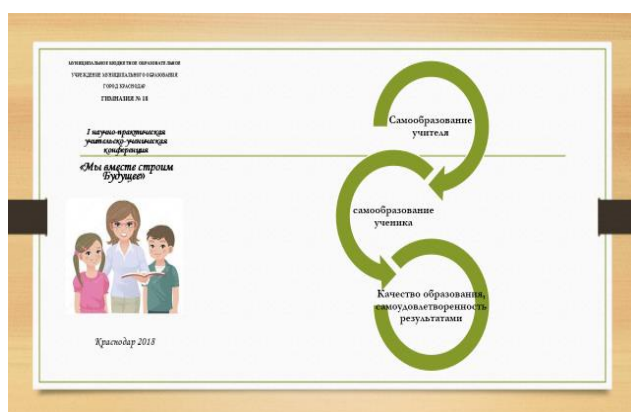 МУНИЦИПАЛЬНОЕ БЮДЖЕТНОЕ ОБРАЗОВАТЕЛЬНОЕ
УЧРЕЖДЕНИЕ МУНИЦИПАЛЬНОГО ОБРАЗОВАНИЯ
ГОРОД КРАСНОДАР
ГИМНАЗИЯ № 18
I научно-практическая
учительско-ученическая
конференция
«Мы вместе строим
Будущее»
Краснодар 2018
Самообразование
учителя
самообразование
ученика
Качество образования,
самоудовлетворенность
результатами